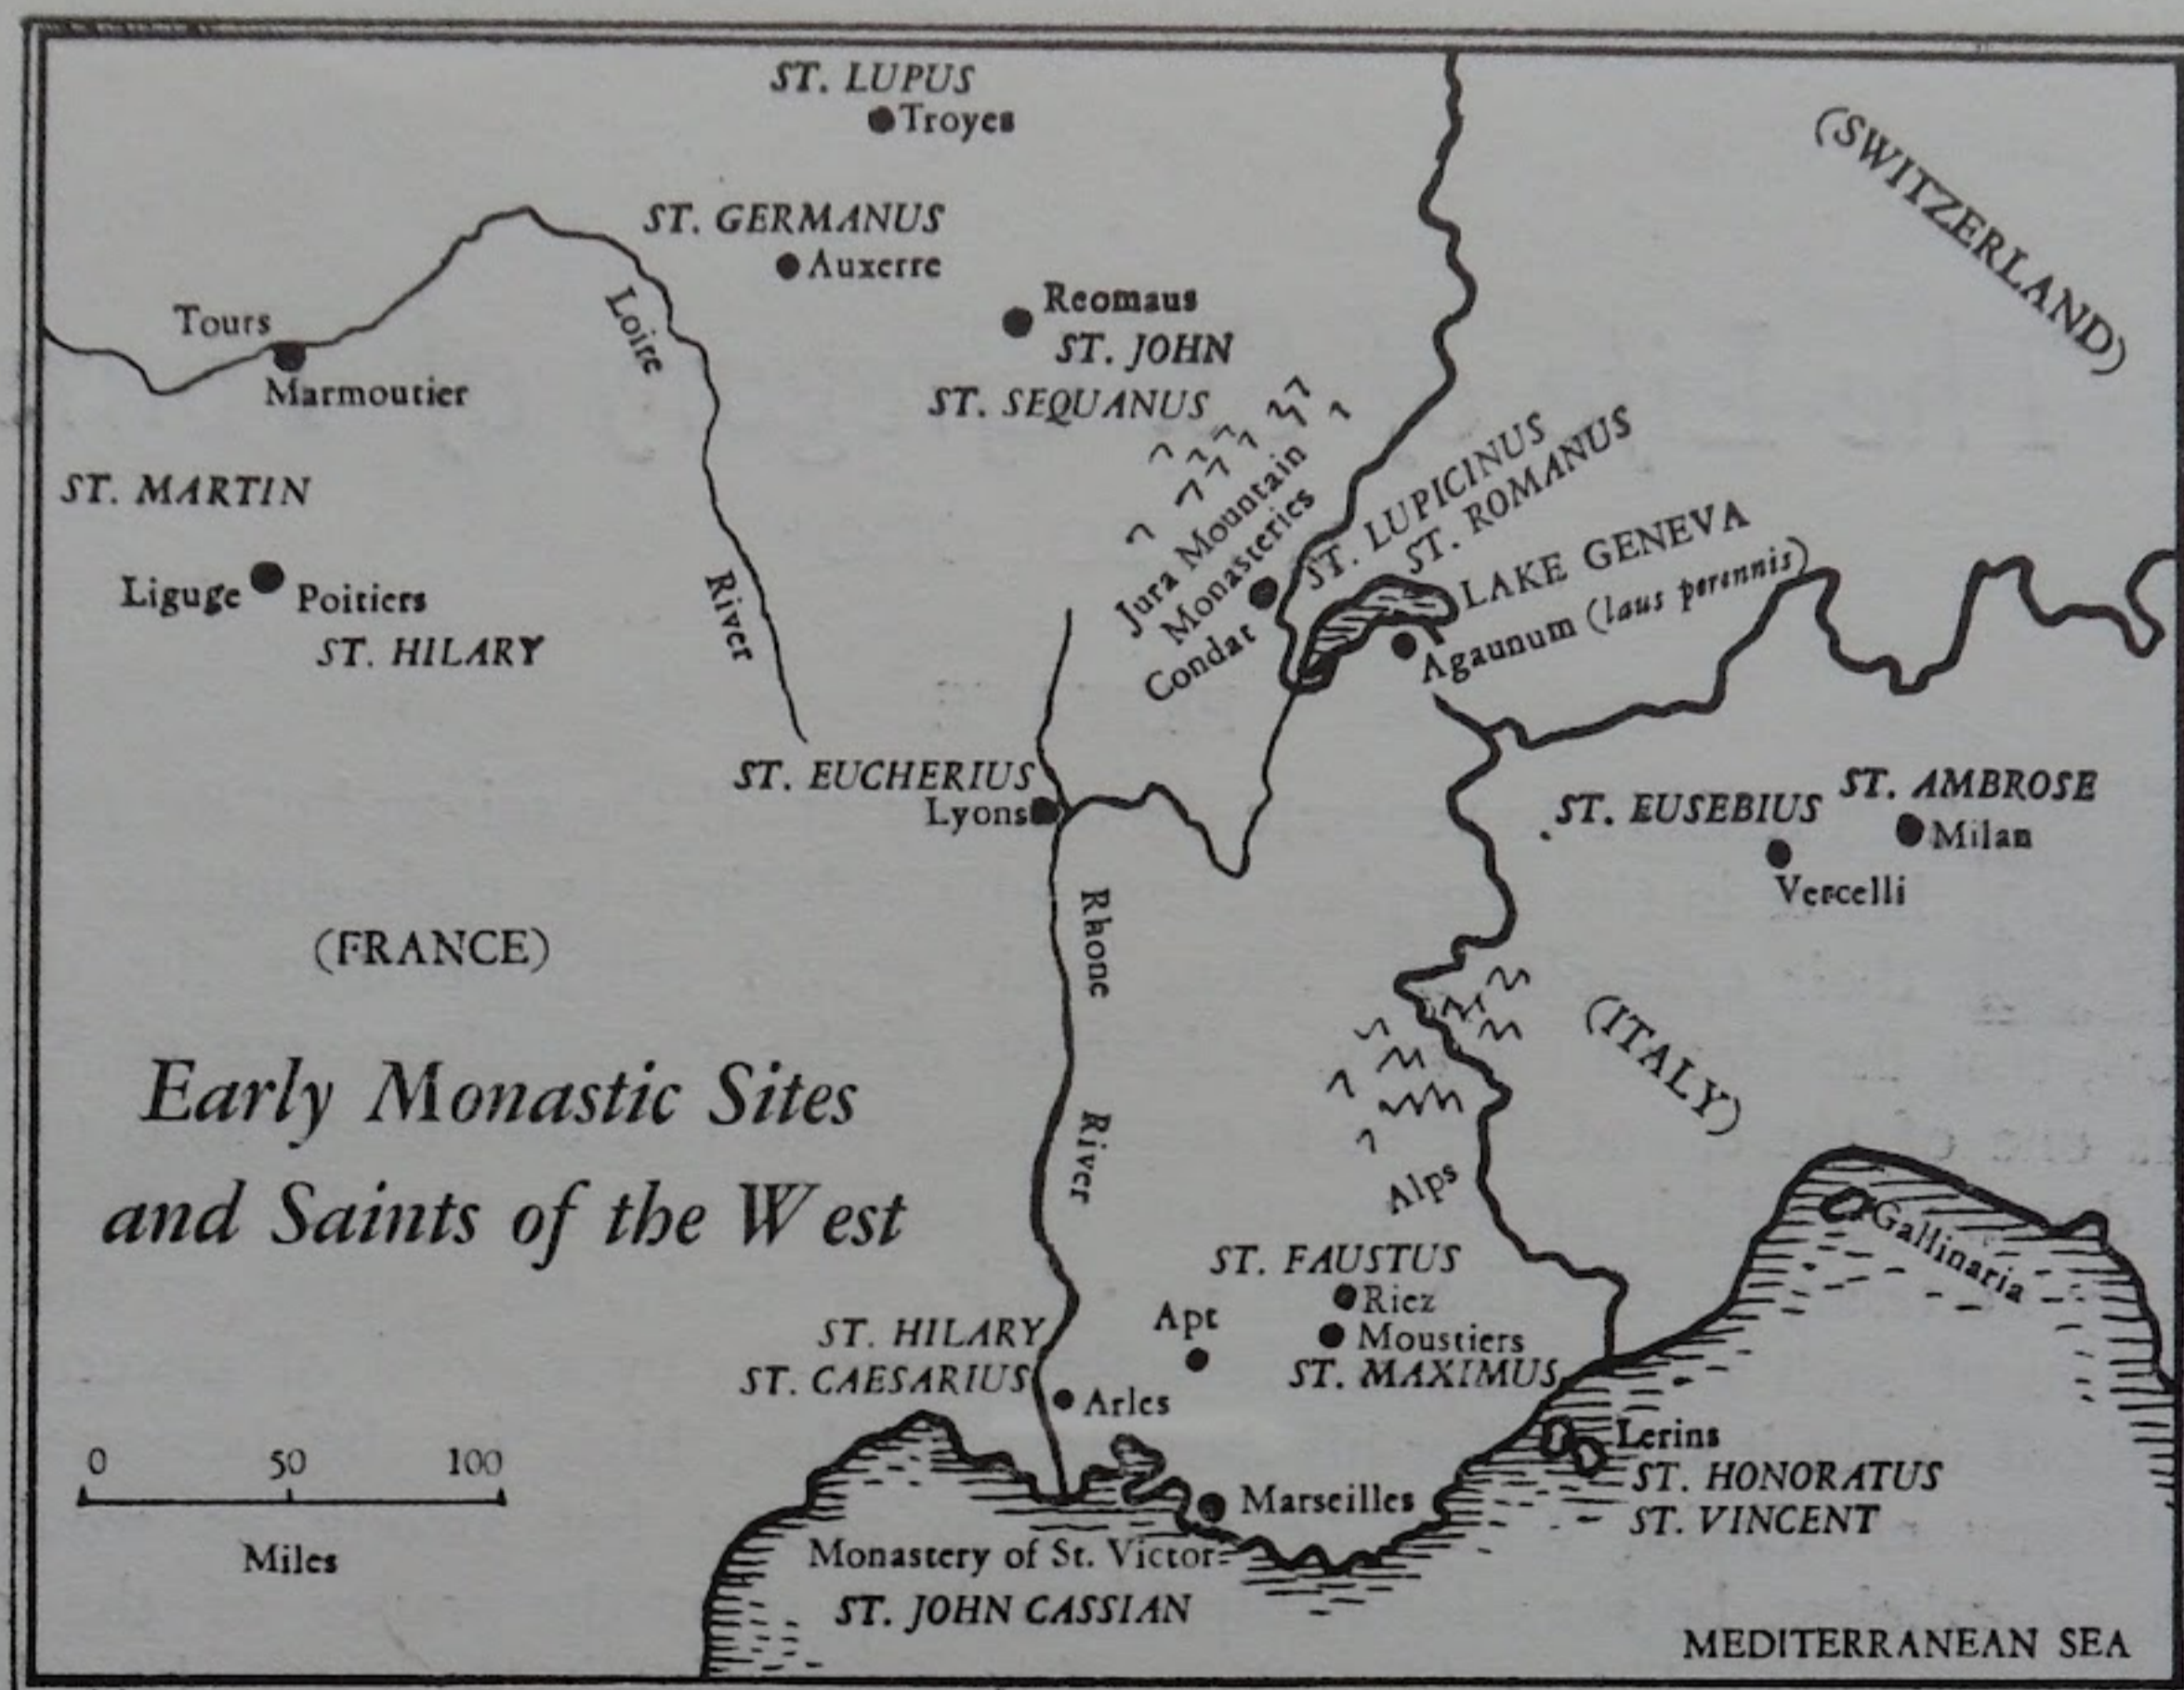 ST. LUPUS
Troyes
(SWITZERLAND)
ST. GERMANUS
Auxerre
Reomaus
ST. JOHN
ST. SEQUANUS
Tours
Marmoutier
Loire
River
ST. MARTIN
Liguge
Poitiers
ST. HILARY
Jura Mountain
Monasteries
Condat
ST. LUPICINUS
ST. ROMANUS
LAKE GENEVA
Agaunum (laus perennis)
ST. EUCHERIUS
Lyons
ST. EUSEBIUS
Vercelli
ST. AMBROSE
Milan
Rhone
River
(FRANCE)
(ITALY)
Early Monastic Sites
and Saints of the West
Alps
Gallinaria
ST. FAUSTUS
Riez
Apt
Moustiers
ST. MAXIMUS
ST. HILARY
ST. CAESARIUS
Arles
Lerins
ST. HONORATUS
ST. VINCENT
0 50 100
Miles
Marseilles
Monastery of St. Victor
ST. JOHN CASSIAN
MEDITERRANEAN SEA